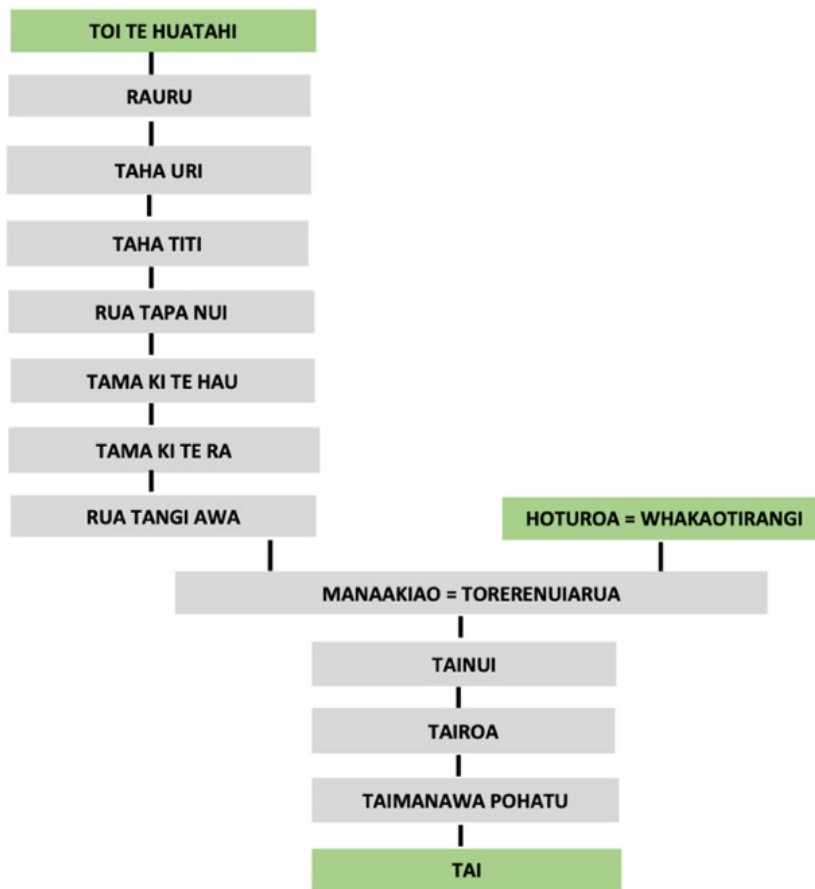 TOI TE HUATAHI
RAURU
TAHA URI
TAHA TITI
RUA TAPA NUI
TAMA KI TE HAU
TAMA KI TE RA
RUA TANGI AWA
HOTUROA = WHAKAOTIRANGI
MANAAKIAO = TORERENUIARUA
TAINUI
TAIROA
TAIMANAWA POHATU
TAI